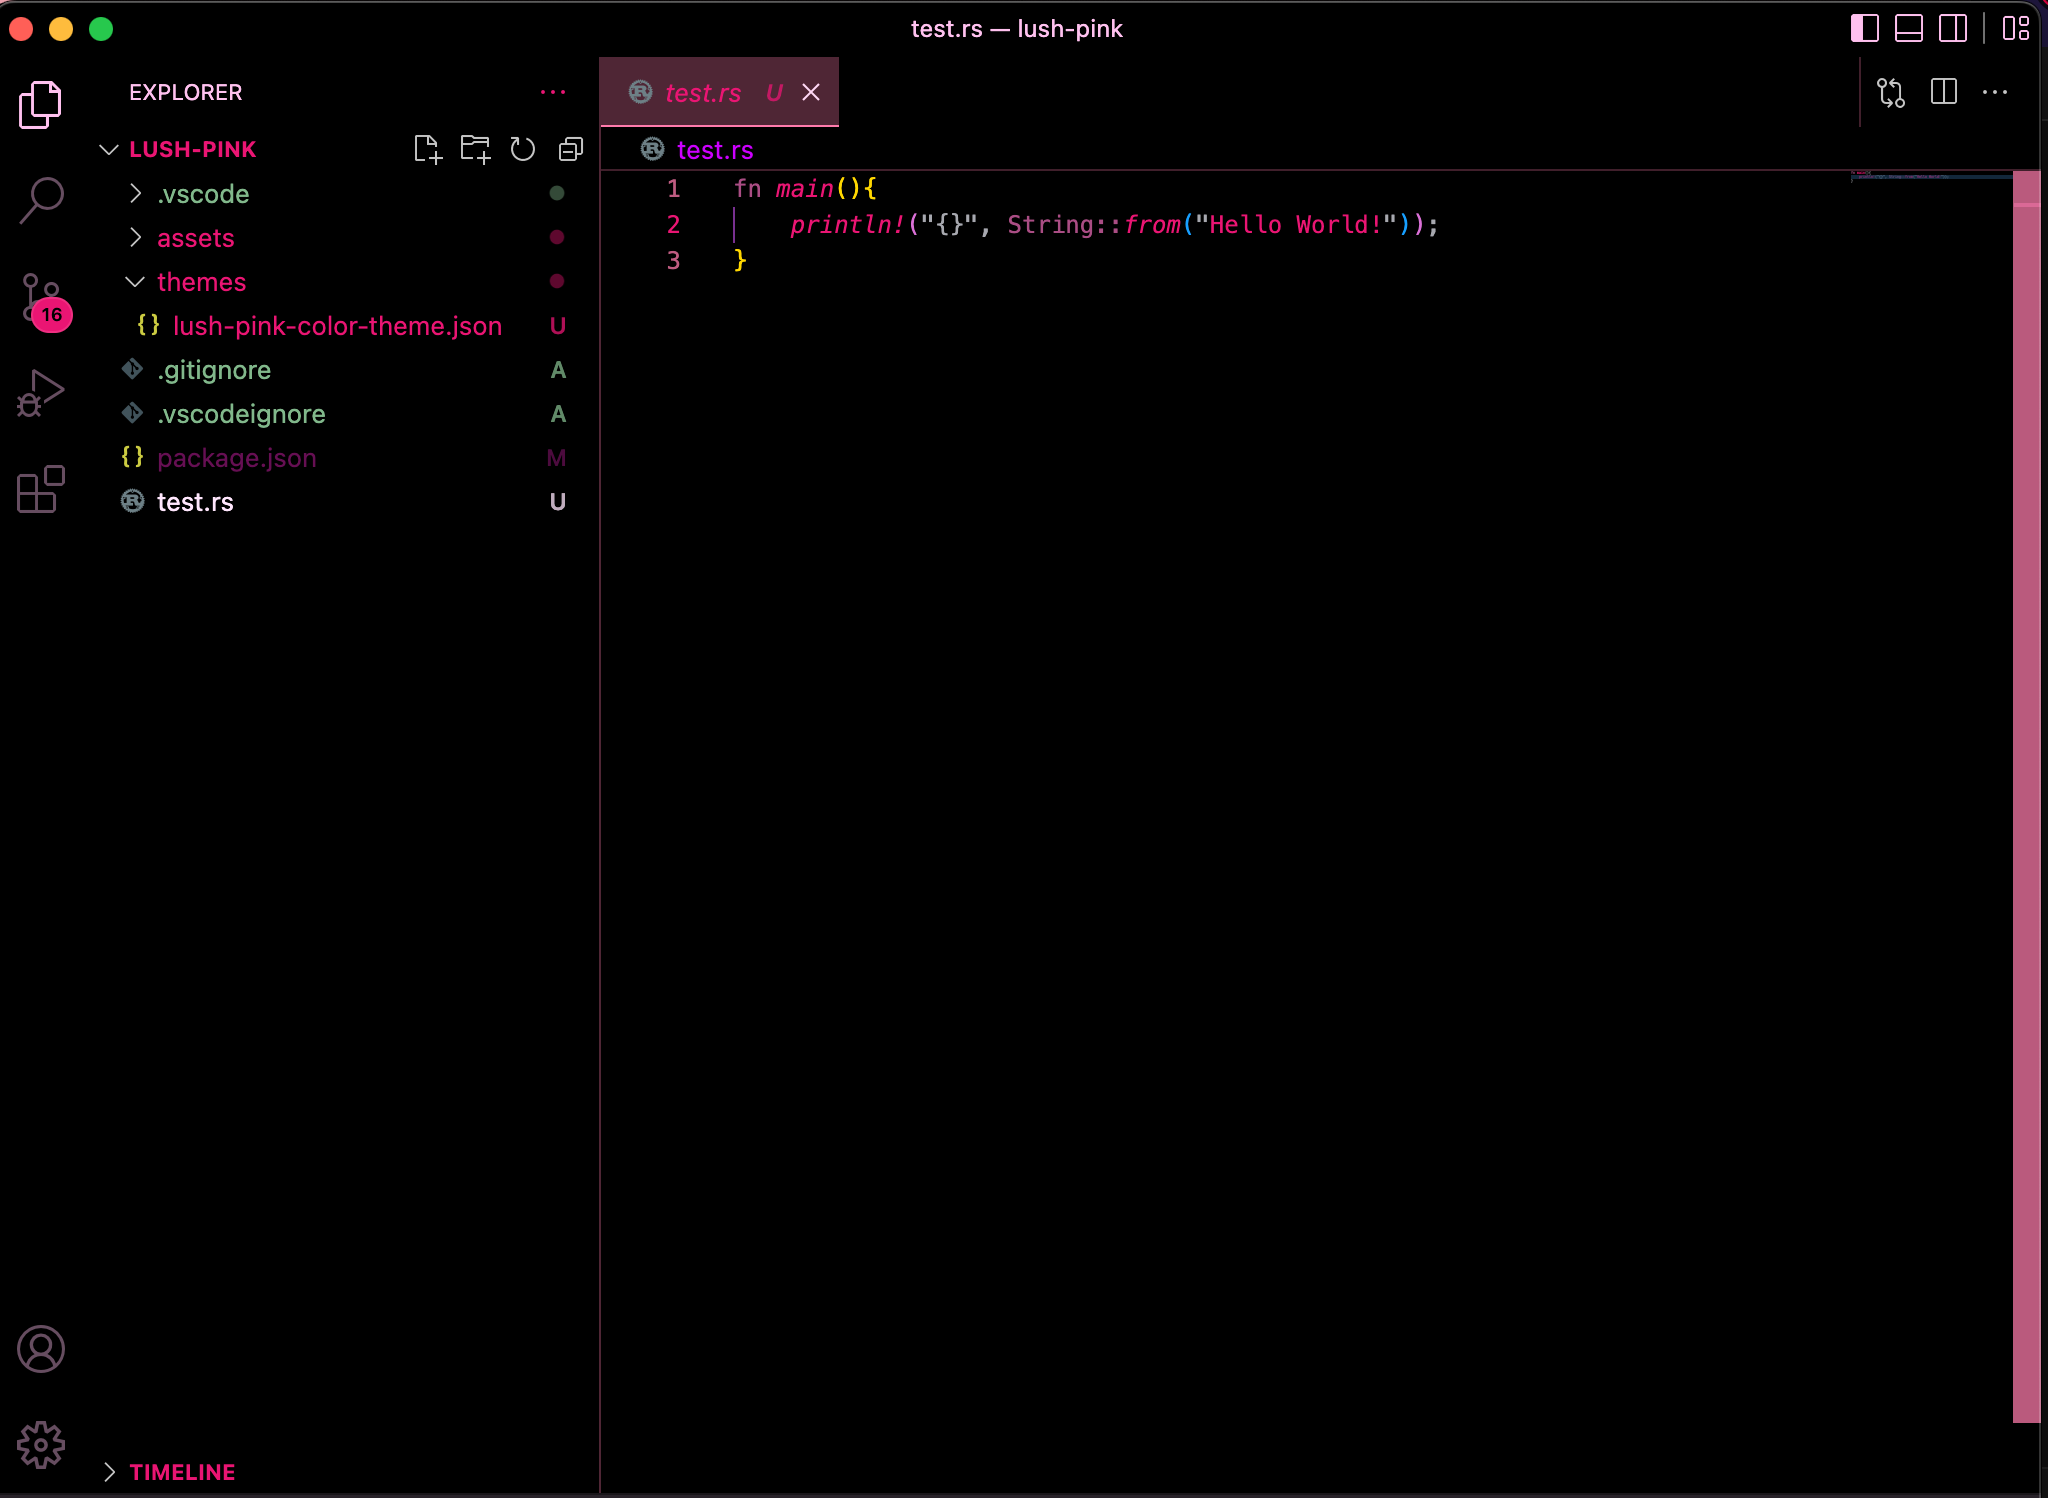 test.rs — lush-pink
EXPLORER
LUSH-PINK
.vscode
assets
themes
{} lush-pink-color-theme.json U
.gitignore A
.vscodeignore A
{} package.json M
test.rs U
16
TIMELINE
test.rs U
test.rs
1 fn main(){
2     println!("{}", String::from("Hello World!"));
3 }